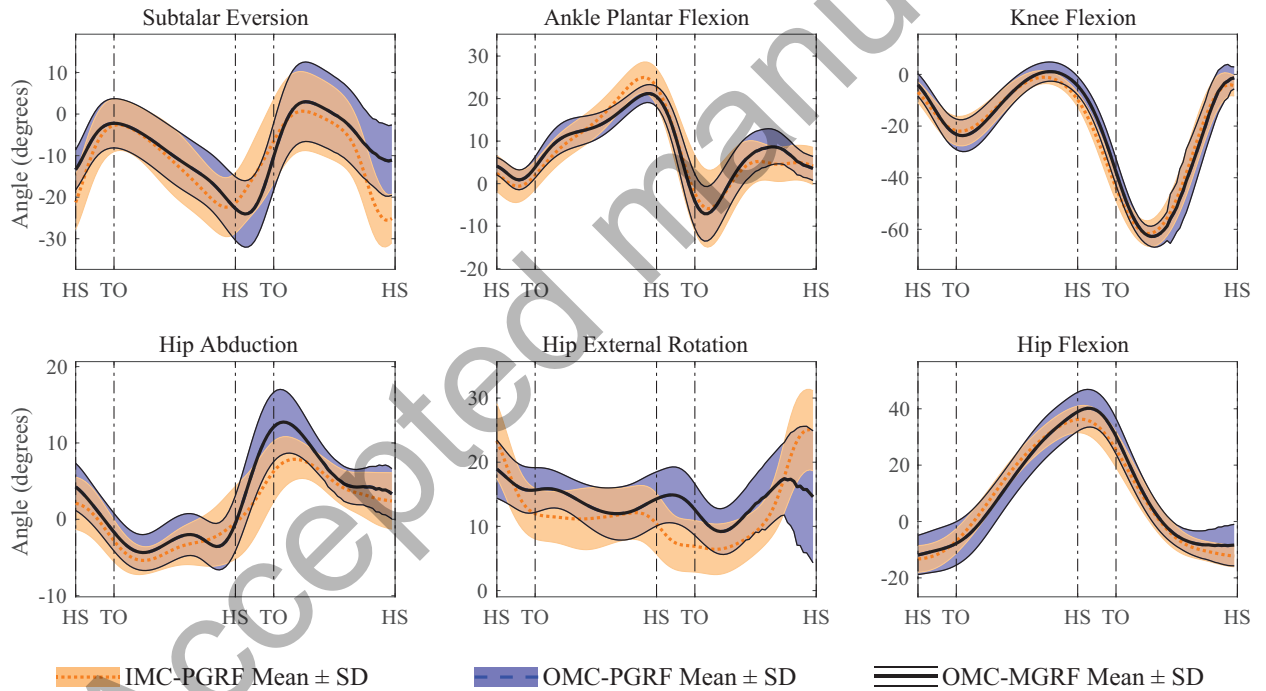 Subtalar Eversion
Ankle Plantar Flexion
Knee Flexion
Angle (degrees)
10
0
-10
-20
-30
HS TO HS TO HS
30
20
10
0
-10
-20
HS TO HS TO HS
0
-20
-40
-60
HS TO HS TO HS
Hip Abduction
Hip External Rotation
Hip Flexion
Angle (degrees)
20
10
0
-10
HS TO HS TO HS
30
20
10
0
HS TO HS TO HS
40
20
0
-20
HS TO HS TO HS
IMC-PGRF Mean ± SD
OMC-PGRF Mean ± SD
OMC-MGRF Mean ± SD
Accepted manu